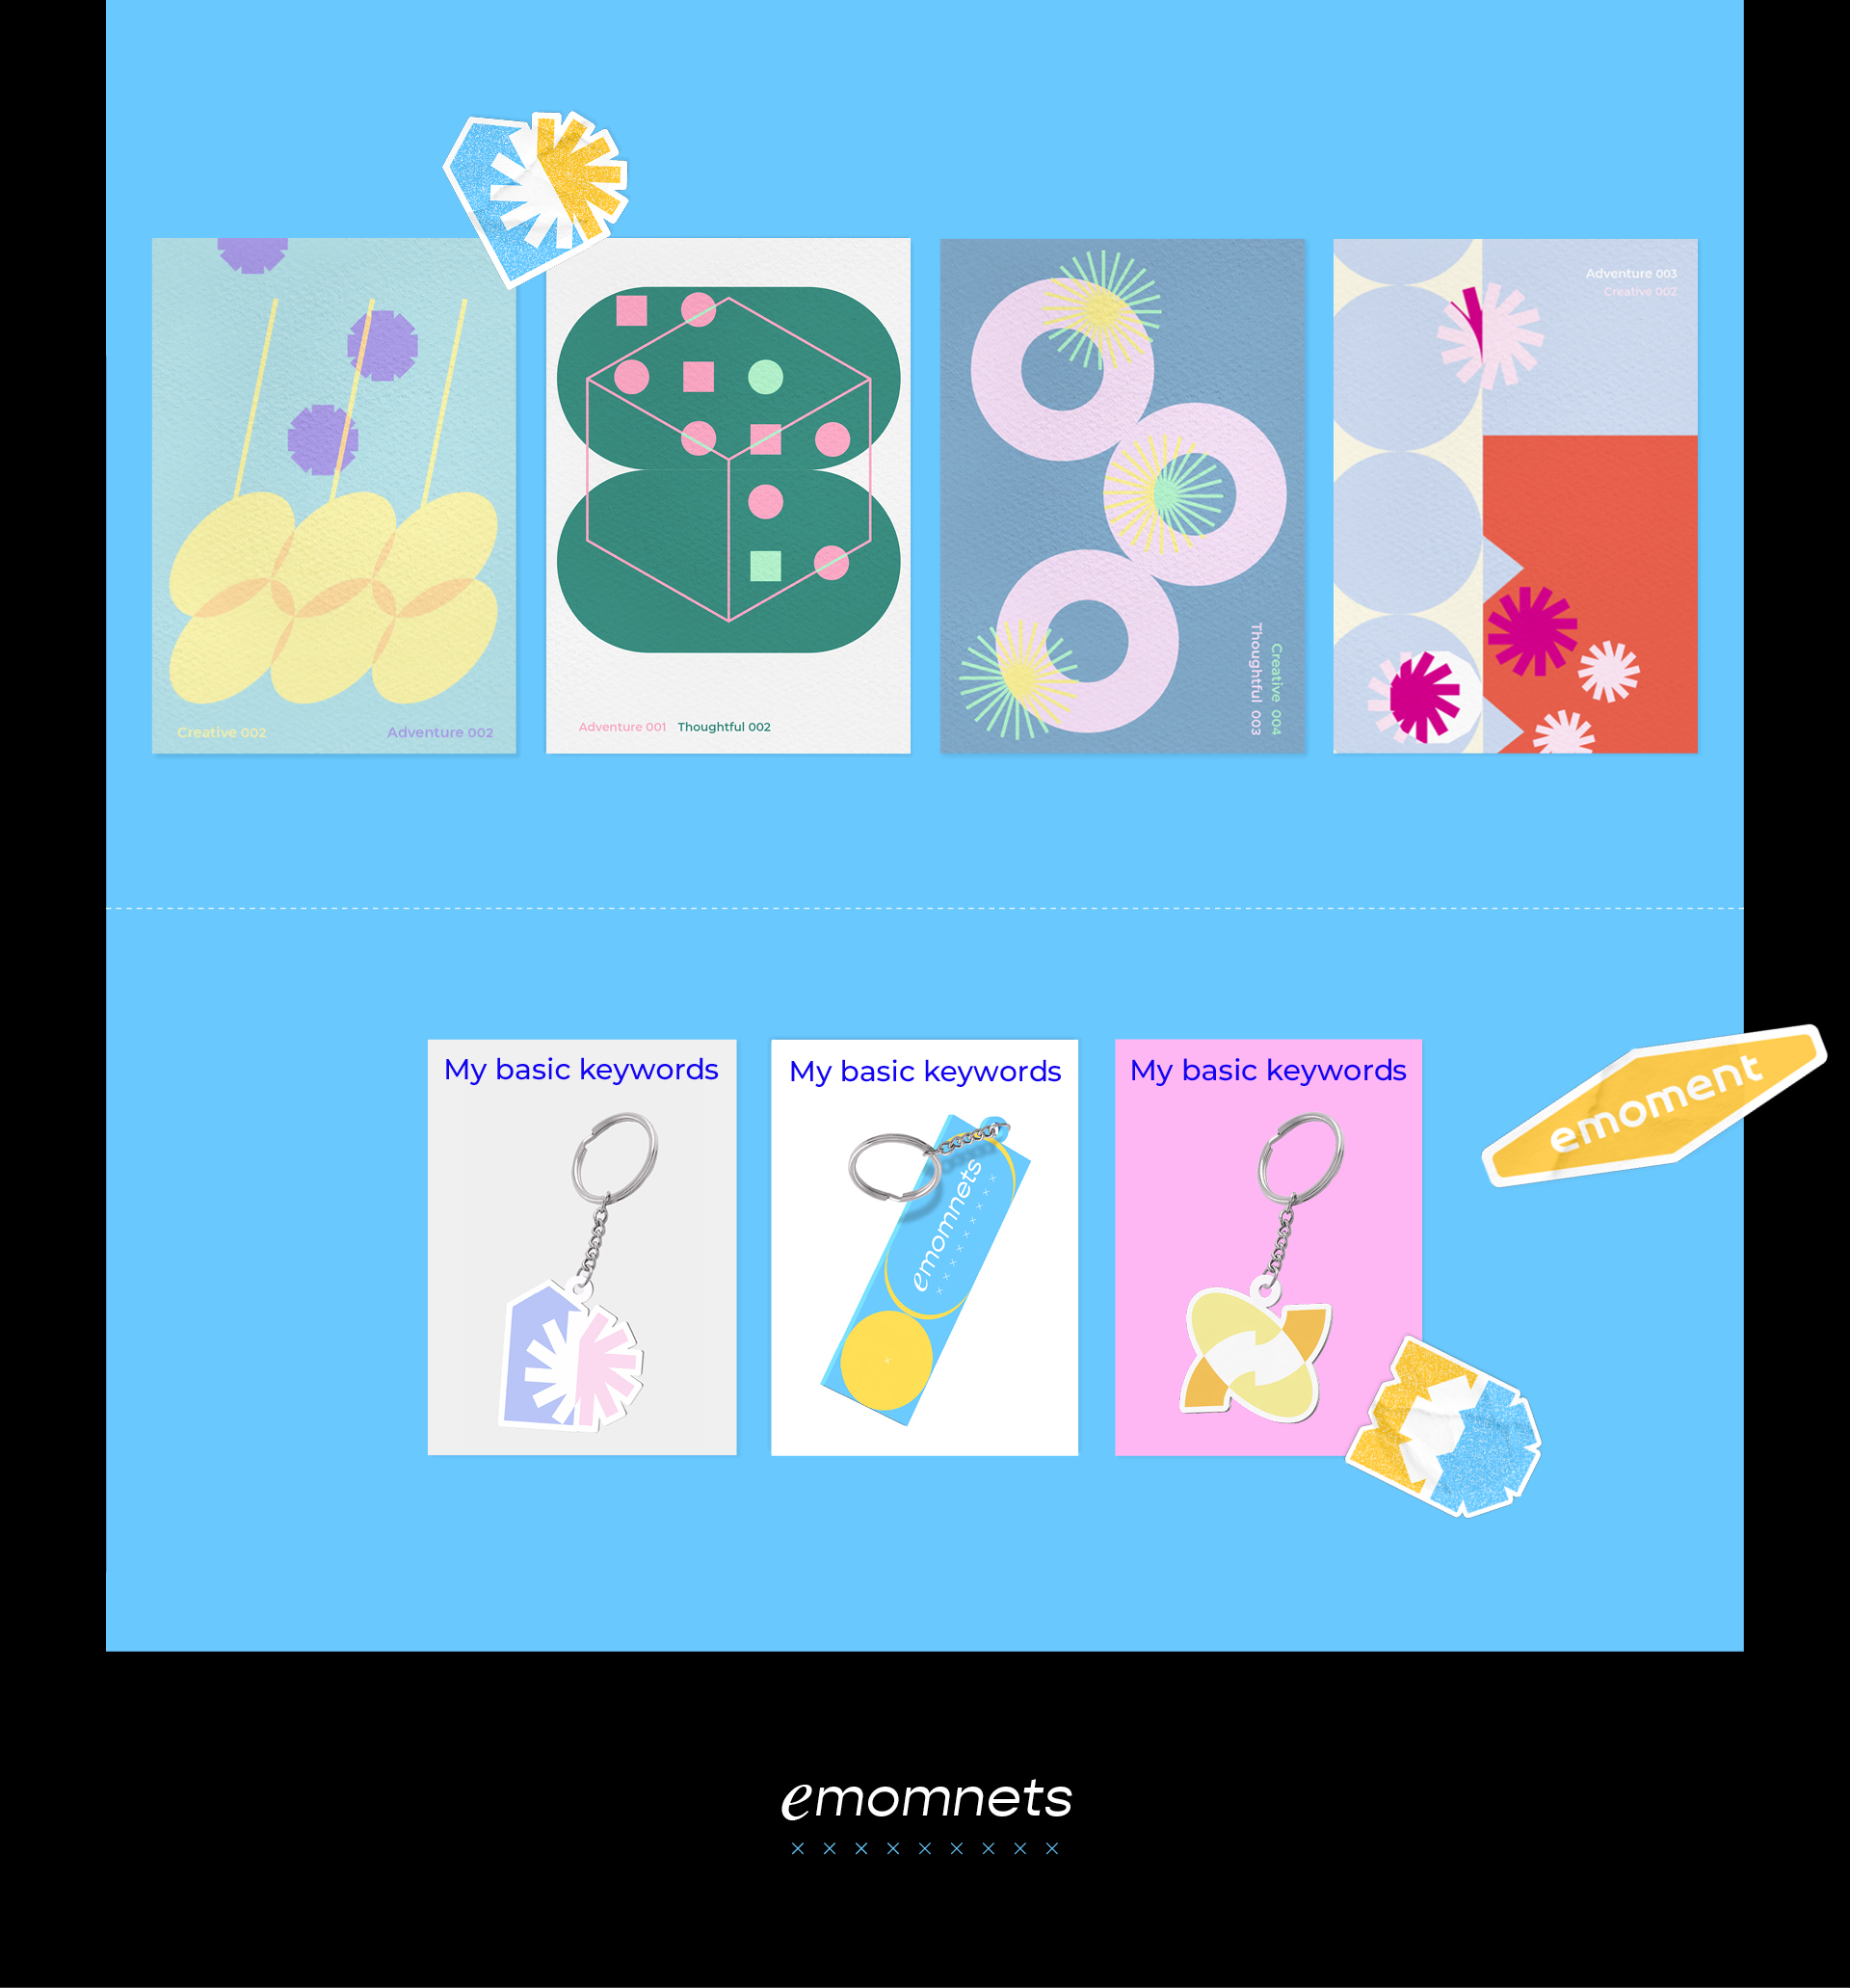 Creative 002
Adventure 002
Adventure 001 Thoughtful 002
Creative 004
Thoughtful 003
Adventure 003
Creative 002
My basic keywords
My basic keywords
emomnets
× × × × × × × × ×
My basic keywords
emoment
emomnets
× × × × × × × × ×